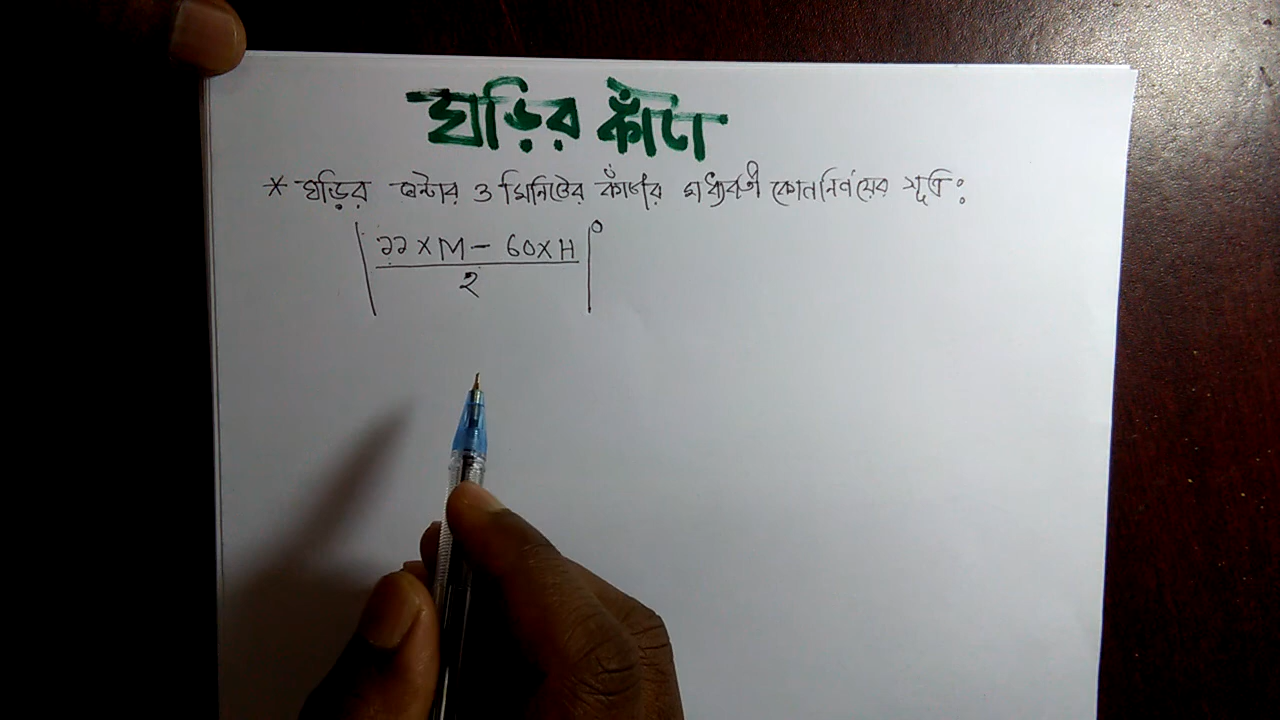 ঘড়ির কাঁটা
* ঘড়ির ঘন্টার ও মিনিটের কাঁটার মধ্যবর্তী কোন নির্ণয়ের সূত্র:
|১১ × M − 60 × H|°
২